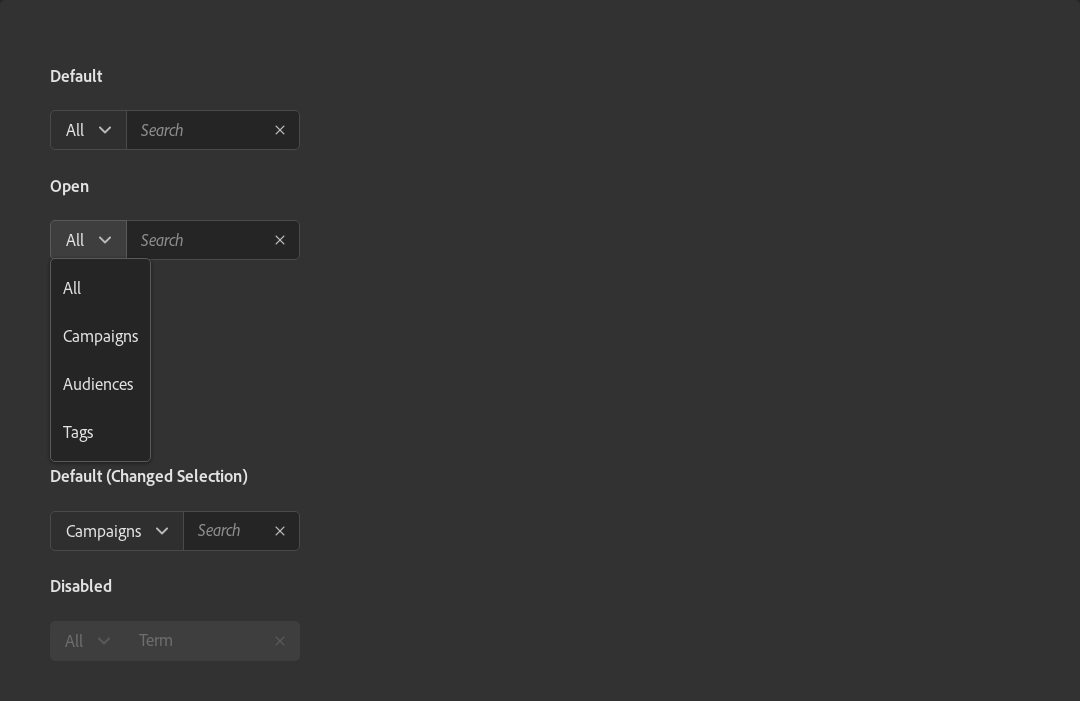 Default
All Search
Open
All Search
All
Campaigns
Audiences
Tags
Default (Changed Selection)
Campaigns Search
Disabled
All Term